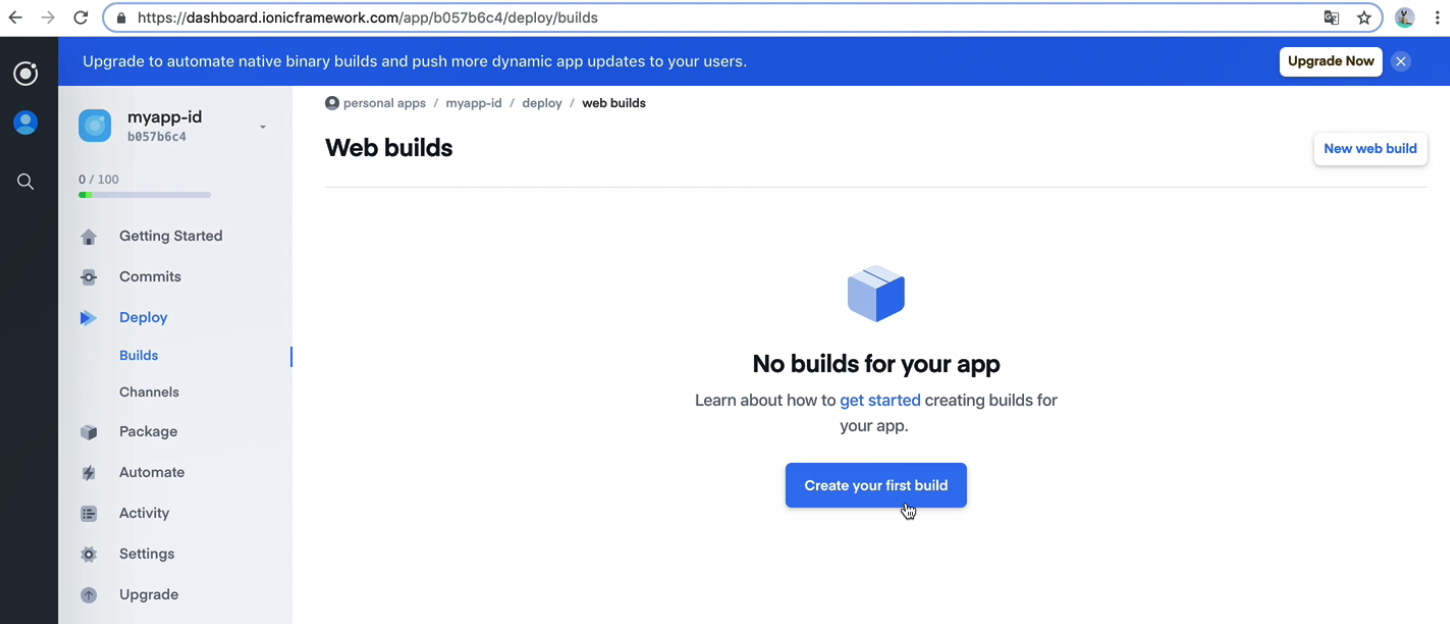 https://dashboard.ionicframework.com/app/b057b6c4/deploy/builds
Upgrade to automate native binary builds and push more dynamic app updates to your users.
Upgrade Now
myapp-id
b057b6c4
0 / 100
Getting Started
Commits
Deploy
Builds
Channels
Package
Automate
Activity
Settings
Upgrade
personal apps / myapp-id / deploy / web builds
Web builds
New web build
No builds for your app
Learn about how to get started creating builds for
your app.
Create your first build